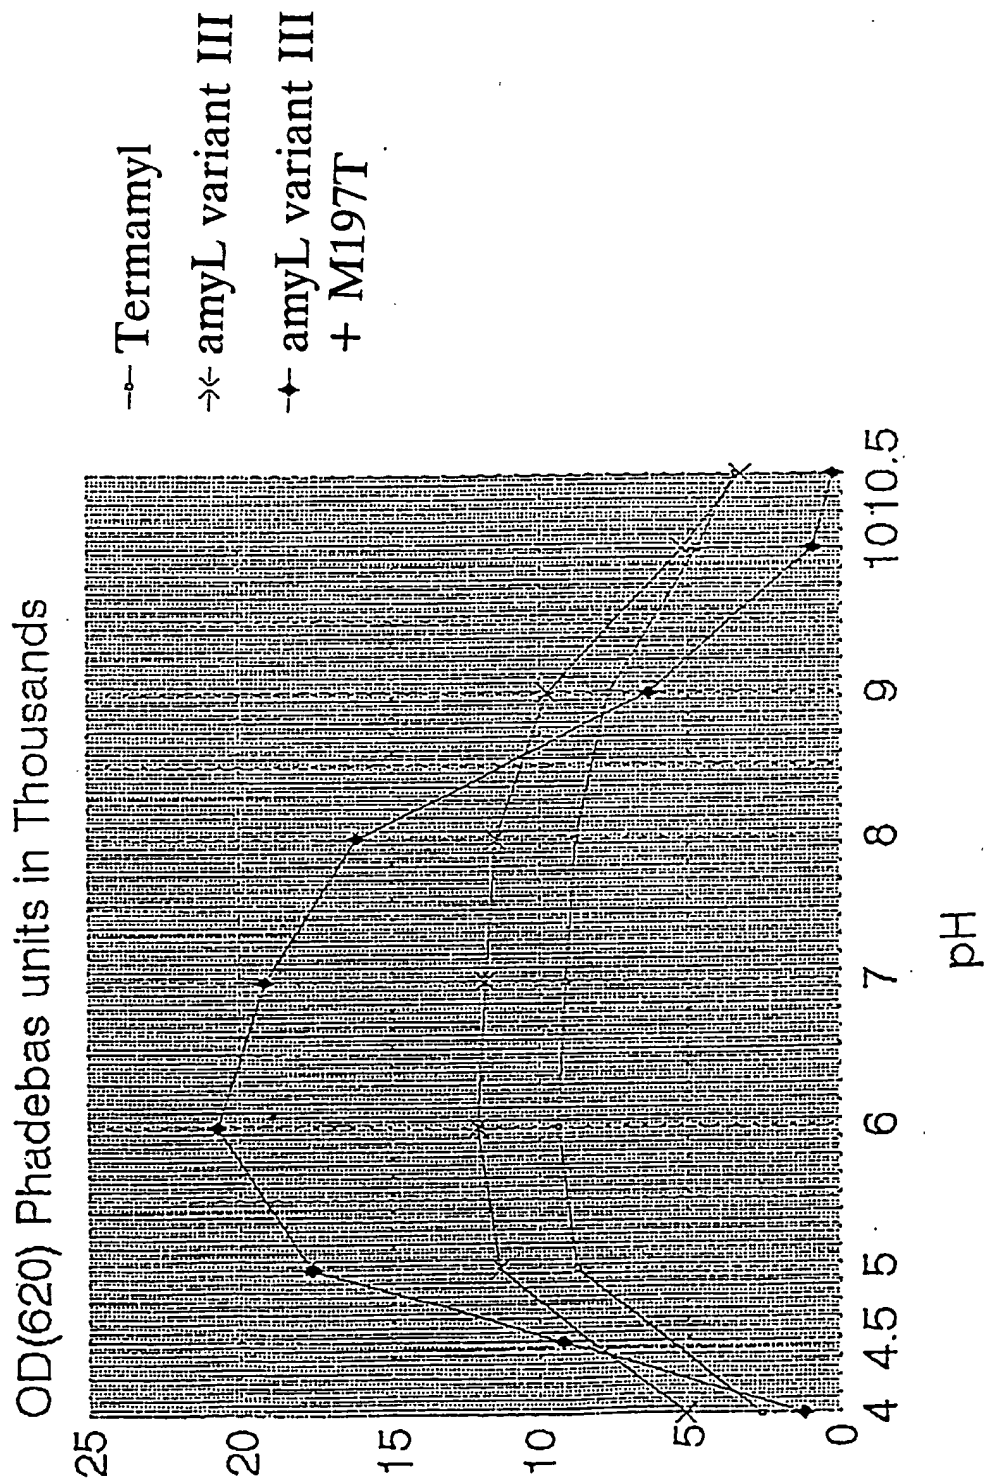 OD(620) Phadebas units in Thousands
25
20
15
10
5
0
4 4.5 5 6 7 8 9 10 10.5
pH
Termamyl
amyL variant III
amyL variant III
+ M197T